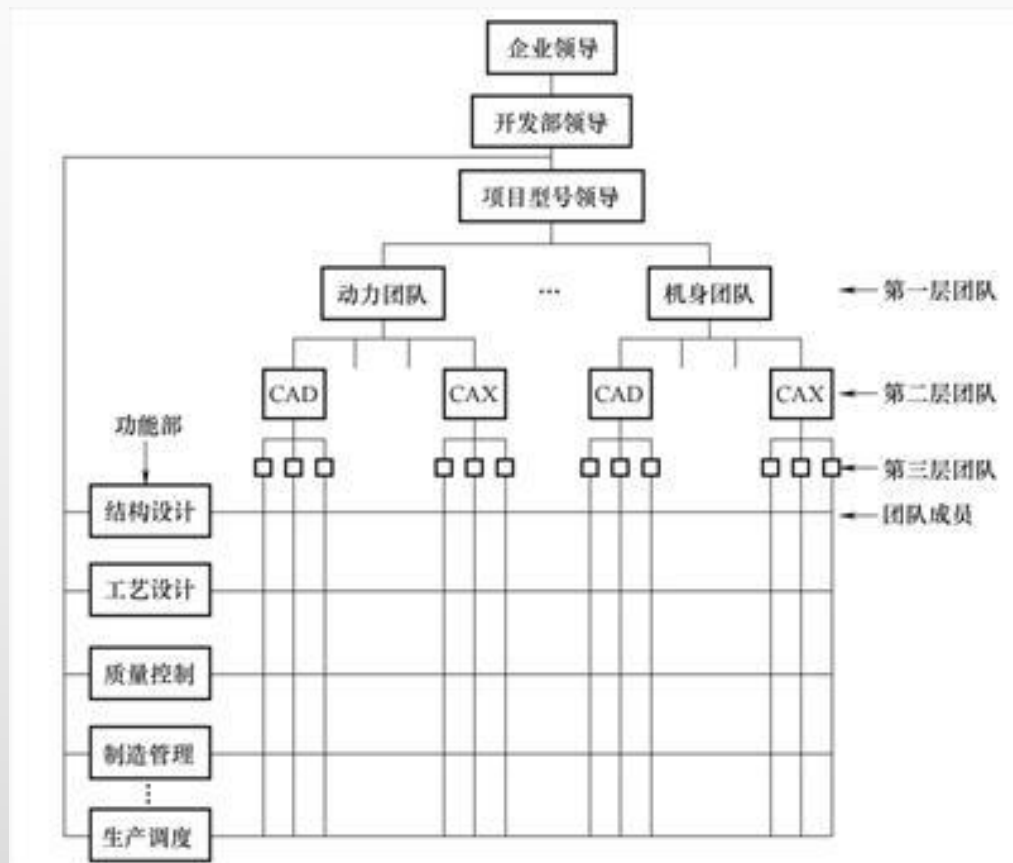 企业领导
开发部领导
项目型号领导
动力团队
…
机身团队
第一层团队
CAD
CAX
CAD
CAX
第二层团队
功能部
第三层团队
结构设计
团队成员
工艺设计
质量控制
制造管理
生产调度